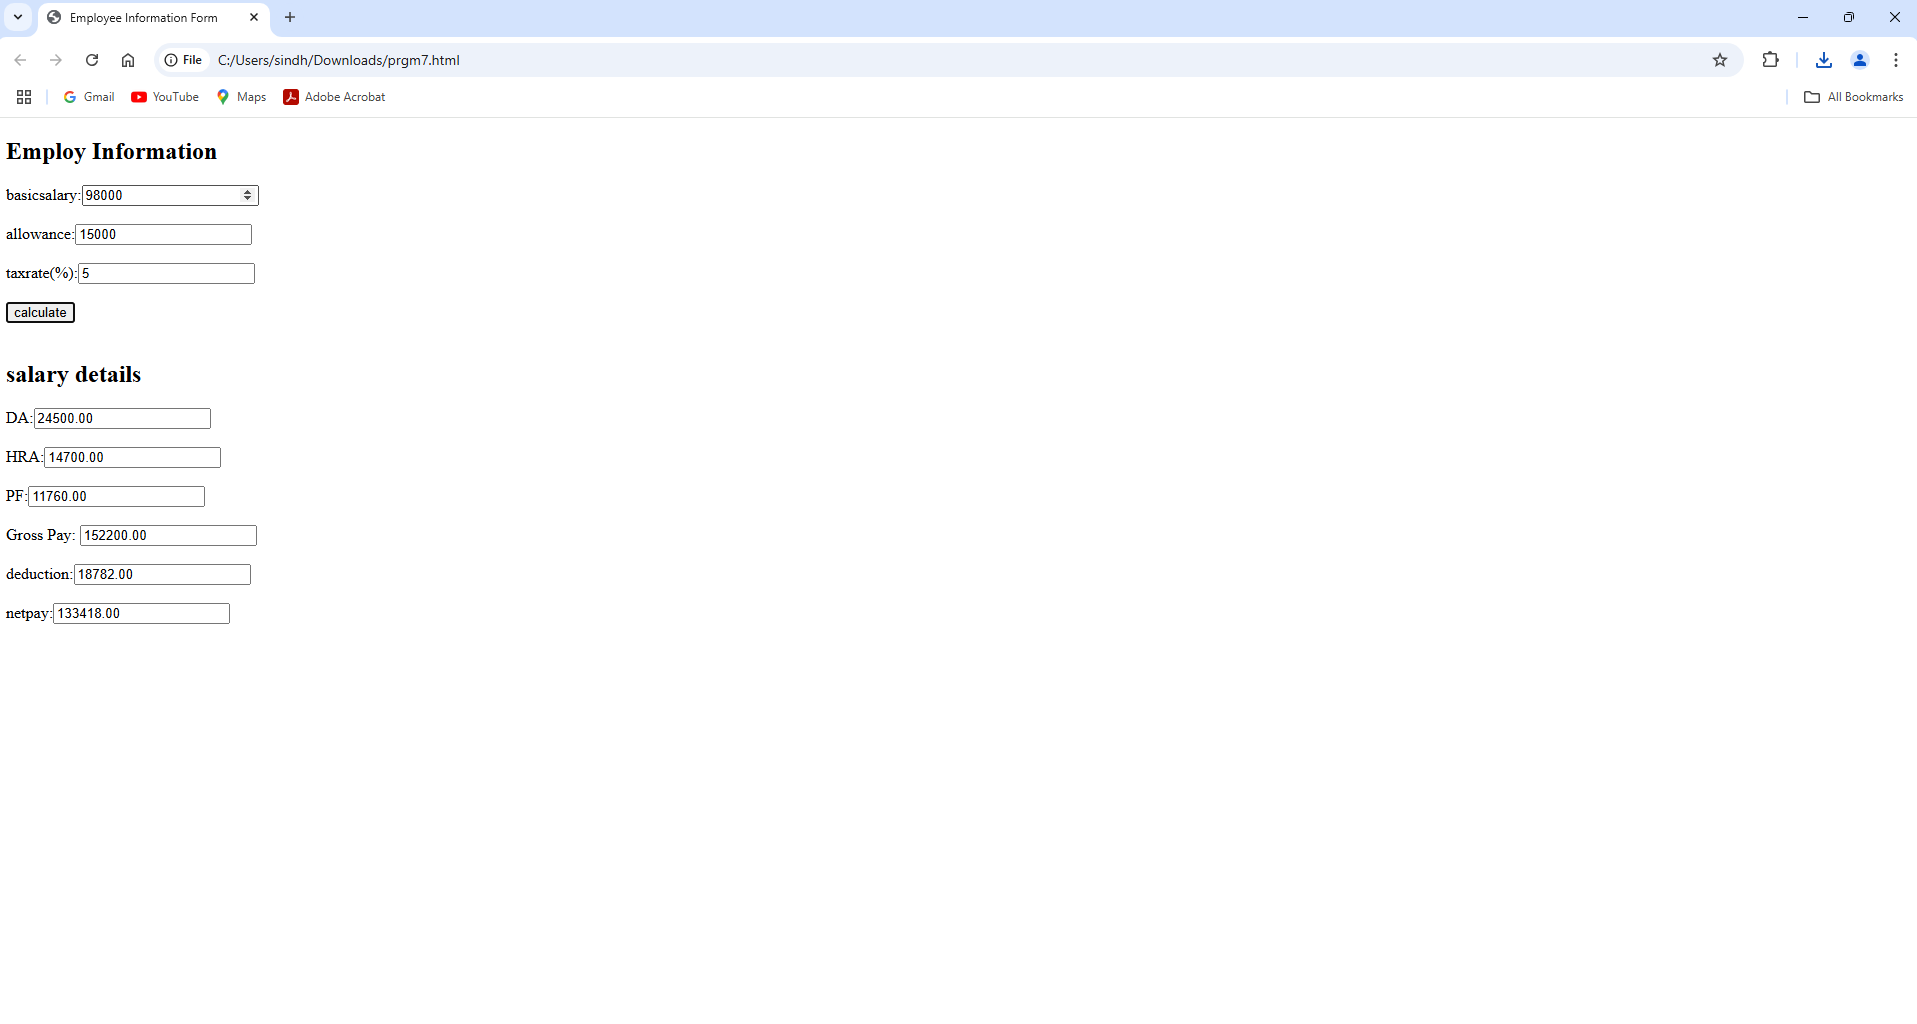 Employee Information Form
File C:/Users/sindh/Downloads/prgm7.html
Gmail YouTube Maps Adobe Acrobat All Bookmarks
Employ Information
basicsalary: 98000
allowance: 15000
taxrate(%): 5
calculate
salary details
DA: 24500.00
HRA: 14700.00
PF: 11760.00
Gross Pay: 152200.00
deduction: 18782.00
netpay: 133418.00